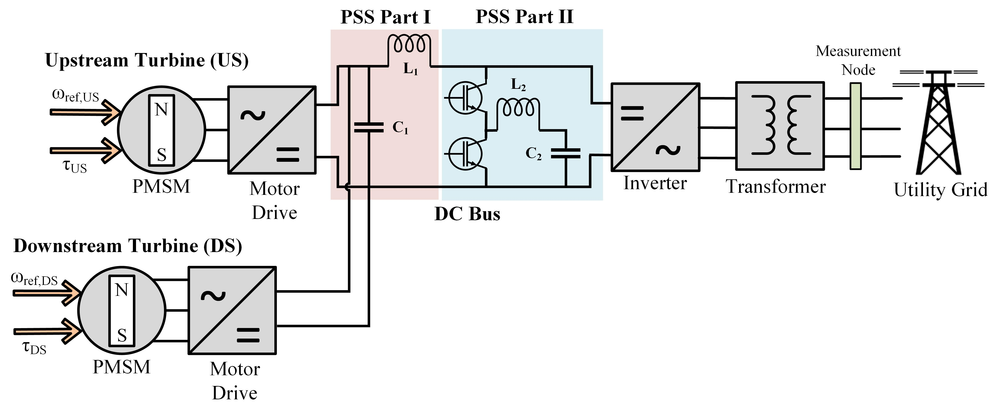 PSS Part I
PSS Part II
Measurement
Node
Upstream Turbine (US)
L₁
ωref,US
N
S
τUS
PMSM
~
=
Motor
Drive
C₁
L₂
C₂
=
~
Inverter
Transformer
Utility Grid
DC Bus
Downstream Turbine (DS)
ωref,DS
N
S
τDS
PMSM
~
=
Motor
Drive